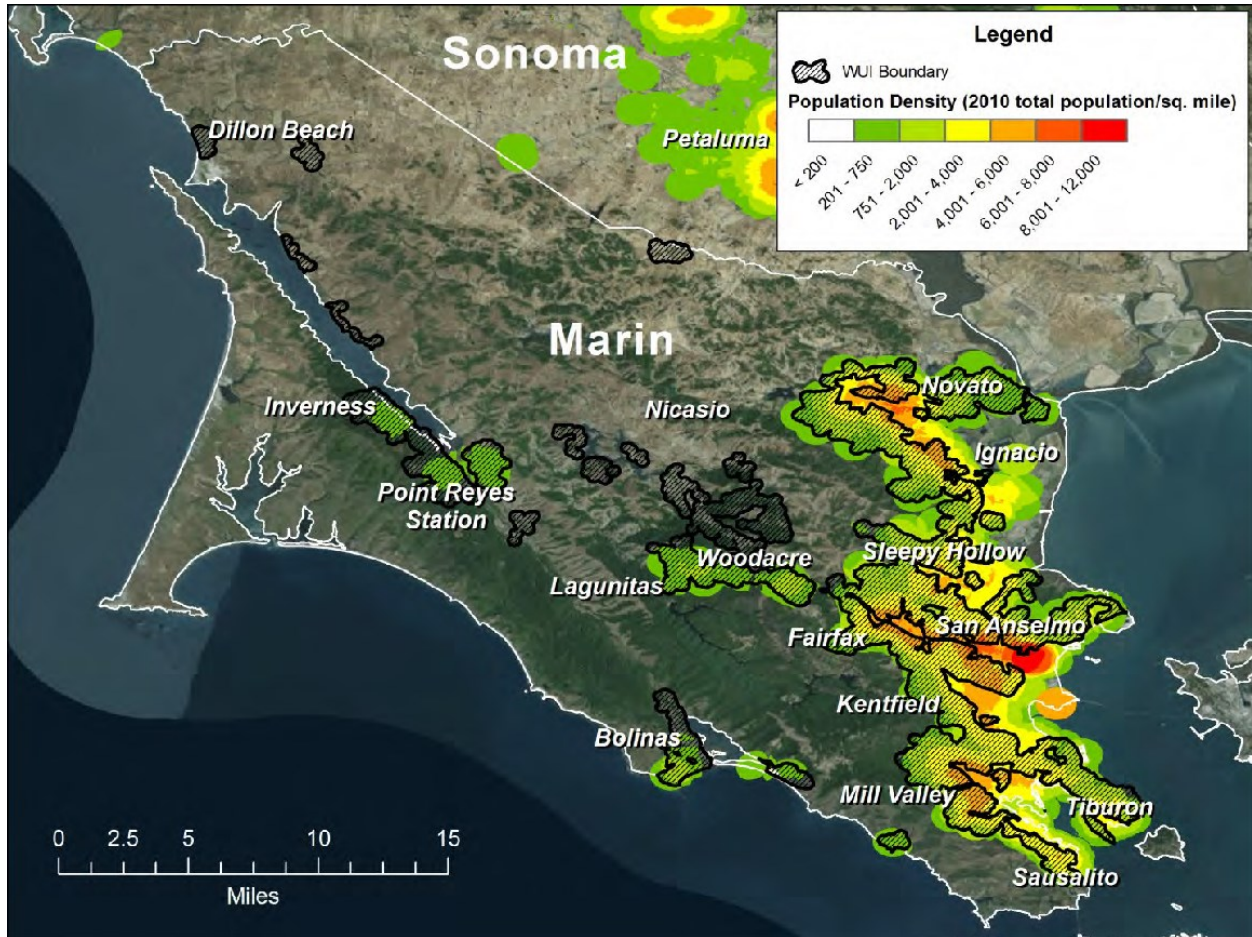 Sonoma
Legend
WUI Boundary
Population Density (2010 total population/sq. mile)
< 200
201 - 750
751 - 2,000
2,001 - 4,000
4,001 - 6,000
6,001 - 8,000
8,001 - 12,000
Dillon Beach
Petaluma
Marin
Novato
Inverness
Nicasio
Ignacio
Point Reyes
Station
Sleepy Hollow
Woodacre
Lagunitas
San Anselmo
Fairfax
Kentfield
Bolinas
Mill Valley
Tiburon
Sausalito
0 2.5 5 10 15
Miles